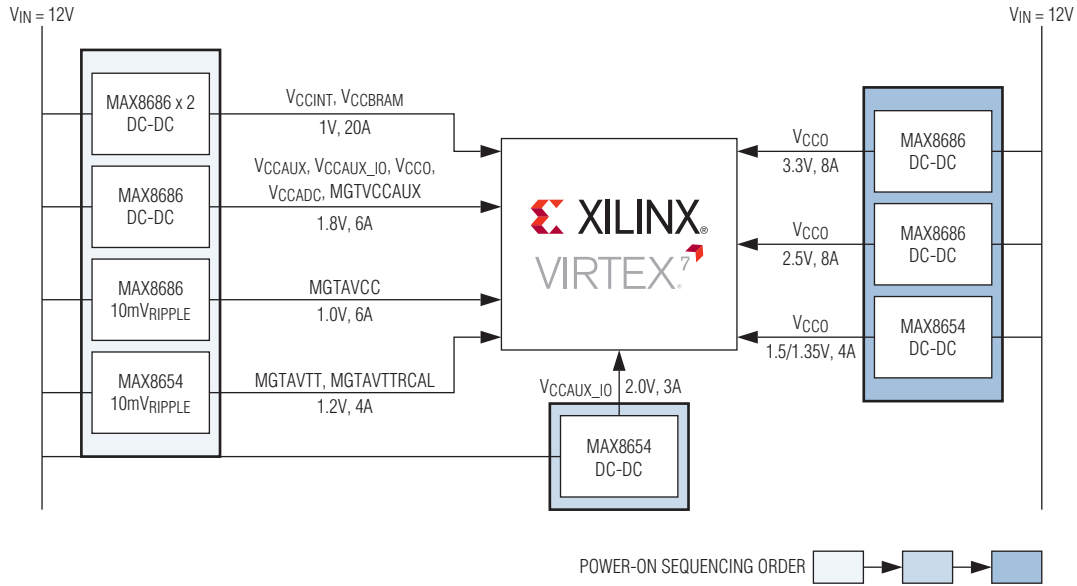 VIN = 12V
VIN = 12V
MAX8686 x 2
DC-DC
VCCINT, VCCBRAM
1V, 20A
MAX8686
DC-DC
VCCAUX, VCCAUX_IO, VCCO,
VCCADC, MGTVCCAUX
1.8V, 6A
MAX8686
10mVRIPPLE
MGTAVCC
1.0V, 6A
MAX8654
10mVRIPPLE
MGTAVTT, MGTAVTTRCAL
1.2V, 4A
XILINX®
VIRTEX®7
VCCO
3.3V, 8A
MAX8686
DC-DC
VCCO
2.5V, 8A
MAX8686
DC-DC
VCCO
1.5/1.35V, 4A
MAX8654
DC-DC
VCCAUX_IO 2.0V, 3A
MAX8654
DC-DC
POWER-ON SEQUENCING ORDER